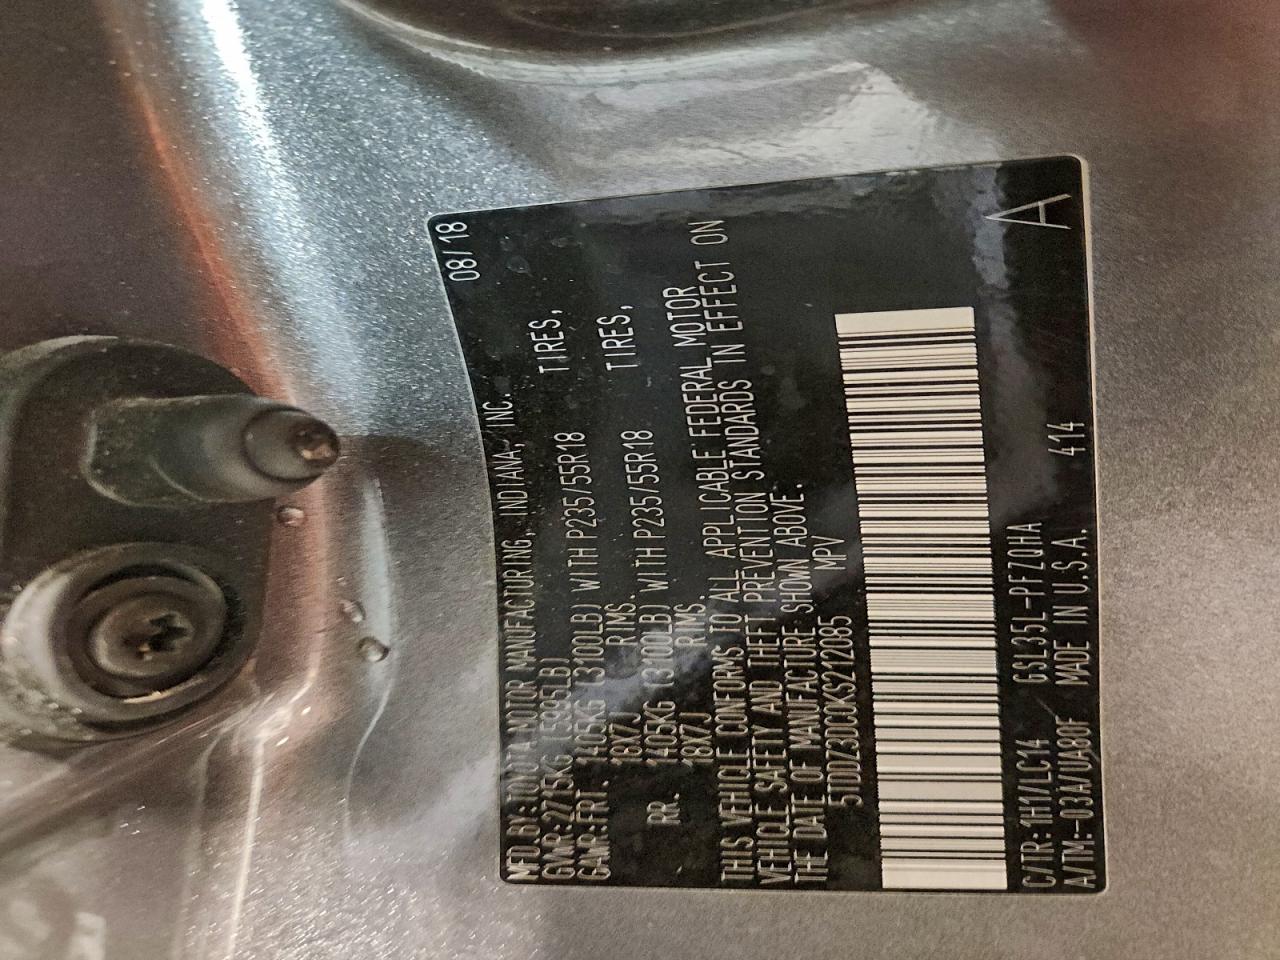 MFD BY: TOYOTA MOTOR MANUFACTURING, INDIANA, INC. 08/18
GVWR:2715KG (5985LB)
GAWR:FRT. 1405KG (3100LB) WITH P235/55R18 TIRES,
18X7J RIMS.
RR. 1405KG (3100LB) WITH P235/55R18 TIRES,
18X7J RIMS.
THIS VEHICLE CONFORMS TO ALL APPLICABLE FEDERAL MOTOR
VEHICLE SAFETY AND THEFT PREVENTION STANDARDS IN EFFECT ON
THE DATE OF MANUFACTURE SHOWN ABOVE.
5TDDZ3DC0KS212085 MPV
C/TR:1H1/LC14 GSL35L-PFZQHA
A/TM:-03A/UA80F MADE IN U.S.A. 414 A